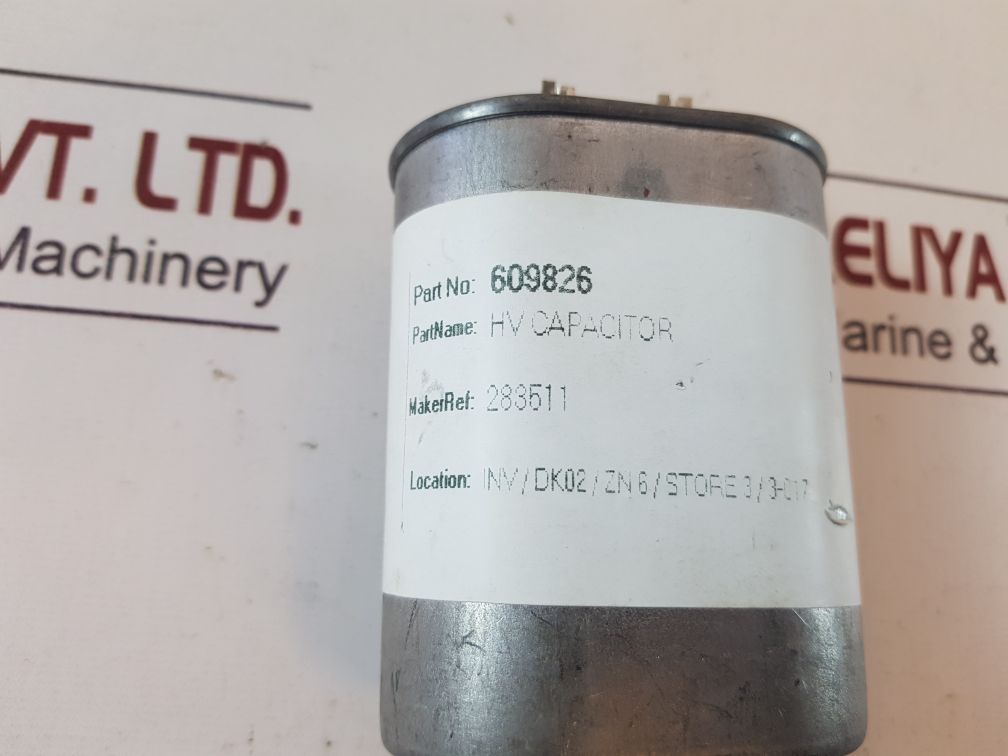 VT. LTD.
Machinery
ELIYA
arine &
Part No: 609826
PartName: HV CAPACITOR
MakerRef: 283511
Location: INV / DK02 / ZN 6 / STORE 3 / 3-017